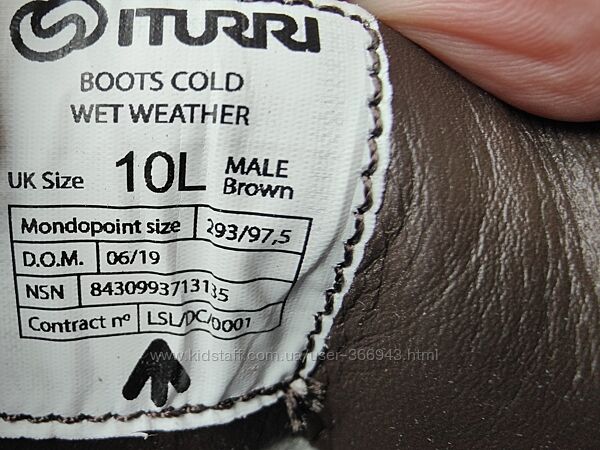 ITURRI
BOOTS COLD
WET WEATHER
UK Size 10L MALE Brown
Mondopoint size 293/97,5
D.O.M. 06/19
NSN 8430993713135
Contract nº LSL/DC/0001
www.kidstaff.com.ua/user-366943.html